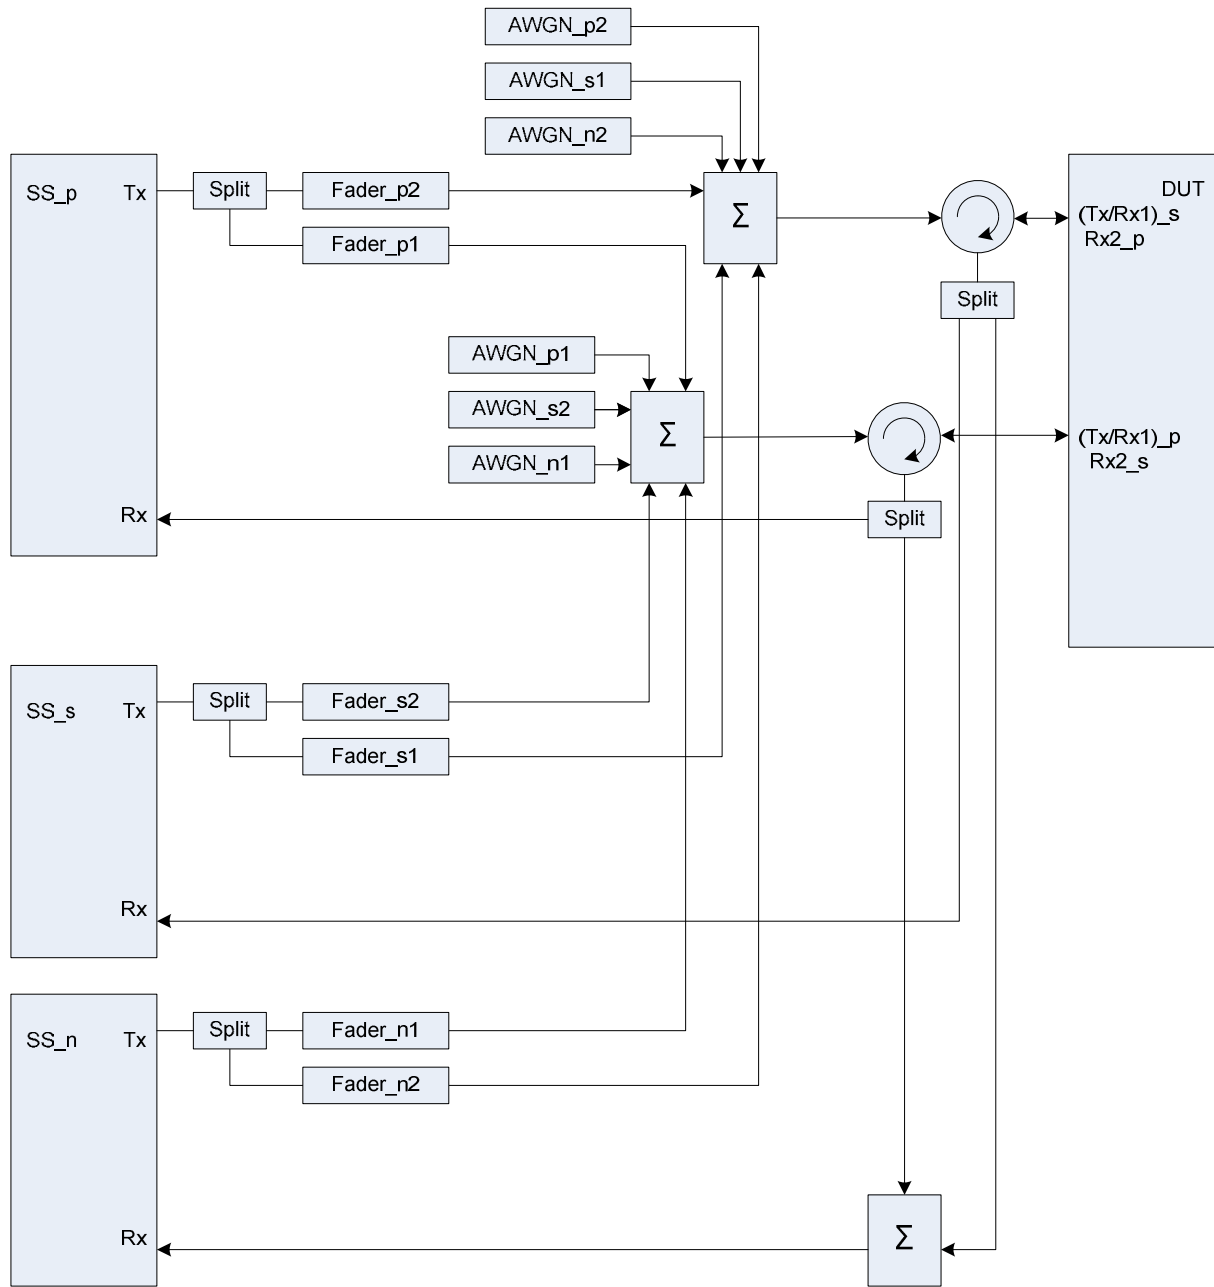 AWGN_p2
AWGN_s1
AWGN_n2
SS_p
Tx
Split
Fader_p2
Fader_p1
Σ
DUT
(Tx/Rx1)_s
Rx2_p
Split
AWGN_p1
AWGN_s2
AWGN_n1
Σ
(Tx/Rx1)_p
Rx2_s
Rx
Split
SS_s
Tx
Split
Fader_s2
Fader_s1
Rx
SS_n
Tx
Split
Fader_n1
Fader_n2
Rx
Σ